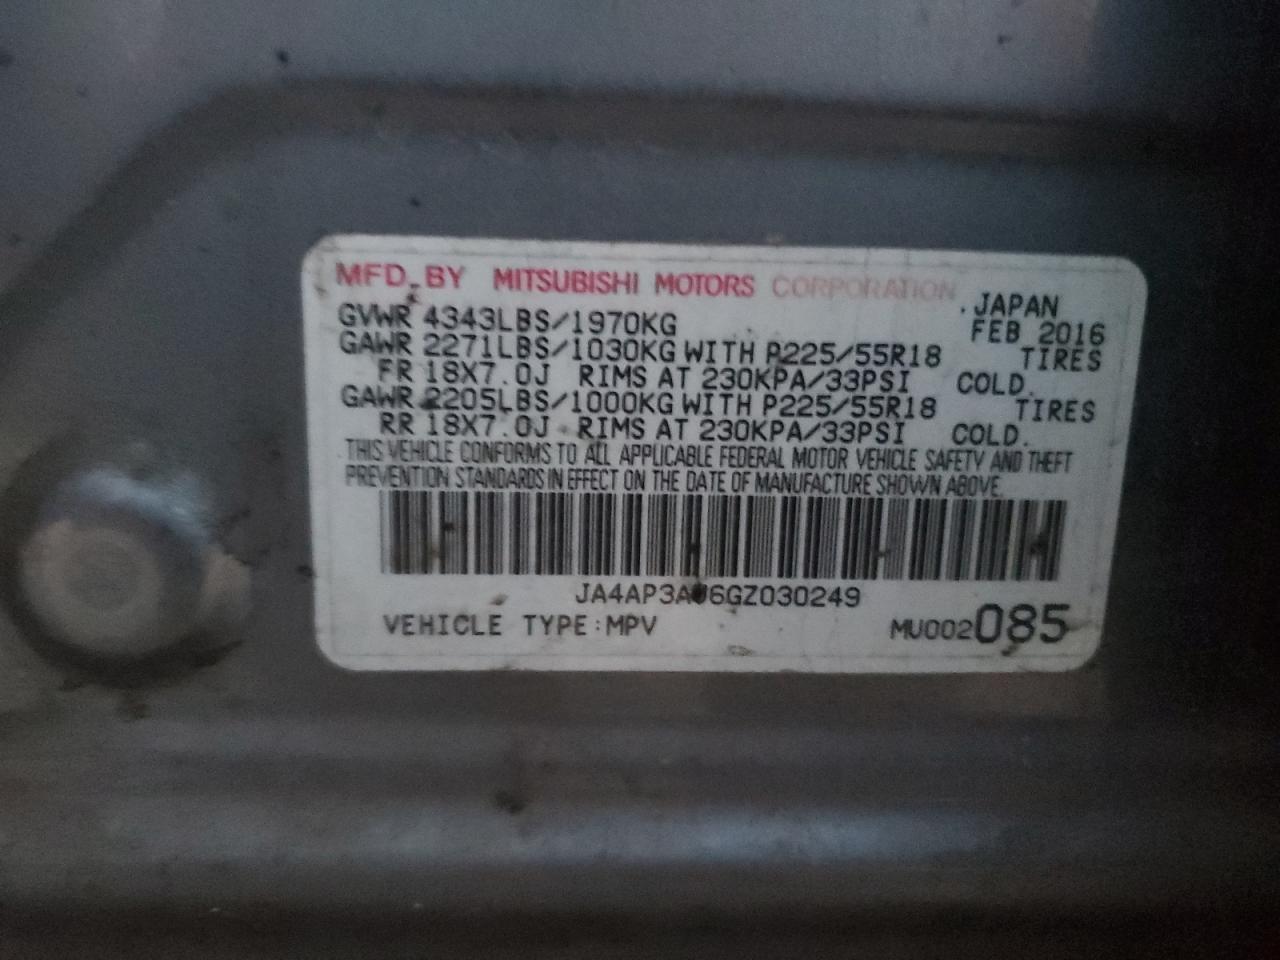 MFD. BY MITSUBISHI MOTORS CORPORATION
JAPAN
GVWR 4343LBS/1970KG FEB 2016
GAWR 2271LBS/1030KG WITH P225/55R18 TIRES
FR 18X7.0J RIMS AT 230KPA/33PSI COLD.
GAWR 2205LBS/1000KG WITH P225/55R18 TIRES
RR 18X7.0J RIMS AT 230KPA/33PSI COLD.
THIS VEHICLE CONFORMS TO ALL APPLICABLE FEDERAL MOTOR VEHICLE SAFETY AND THEFT
PREVENTION STANDARDS IN EFFECT ON THE DATE OF MANUFACTURE SHOWN ABOVE.
JA4AP3AU6GZ030249
VEHICLE TYPE:MPV MU002085